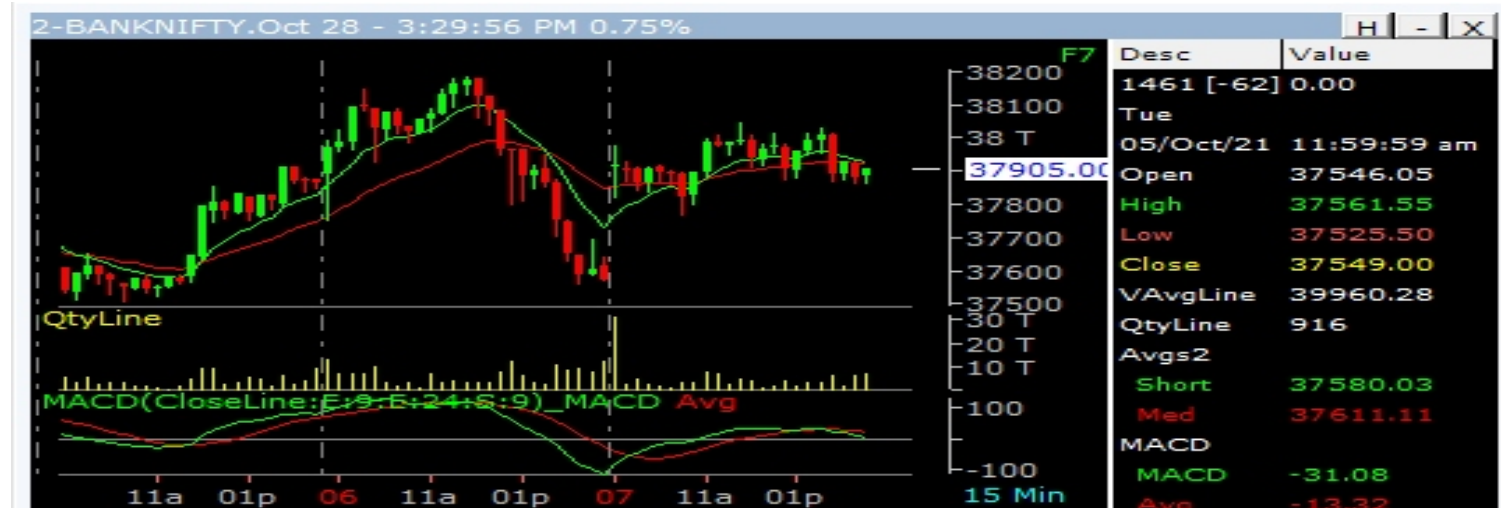 2-BANKNIFTY.Oct 28 - 3:29:56 PM 0.75%
H - X
F7
38200
38100
38 T
37905.00
37800
37700
37600
37500
QtyLine
30 T
20 T
10 T
MACD(CloseLine:E:9:E:24:S:9)_MACD Avg
100
-100
11a 01p 06 11a 01p 07 11a 01p 15 Min
Desc Value
1461 [-62] 0.00
Tue
05/Oct/21 11:59:59 am
Open 37546.05
High 37561.55
Low 37525.50
Close 37549.00
VAvgLine 39960.28
QtyLine 916
Avgs2
Short 37580.03
Med 37611.11
MACD
MACD -31.08
Avg -13.32